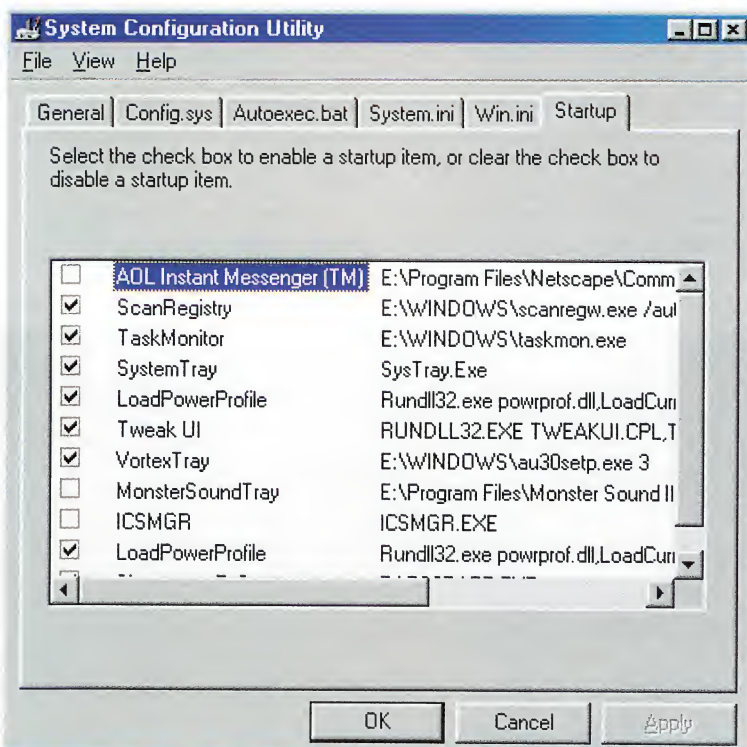 System Configuration Utility
File View Help
General Config.sys Autoexec.bat System.ini Win.ini Startup
Select the check box to enable a startup item, or clear the check box to
disable a startup item.
AOL Instant Messenger (TM) E:\Program Files\Netscape\Comm
ScanRegistry E:\WINDOWS\scanregw.exe /au
TaskMonitor E:\WINDOWS\taskmon.exe
SystemTray SysTray.Exe
LoadPowerProfile Rundll32.exe powrprof.dll,LoadCurr
Tweak UI RUNDLL32.EXE TWEAKUI.CPL,T
VortexTray E:\WINDOWS\au30setp.exe 3
MonsterSoundTray E:\Program Files\Monster Sound II
ICSMGR ICSMGR.EXE
LoadPowerProfile Rundll32.exe powrprof.dll,LoadCurr
OK Cancel Apply